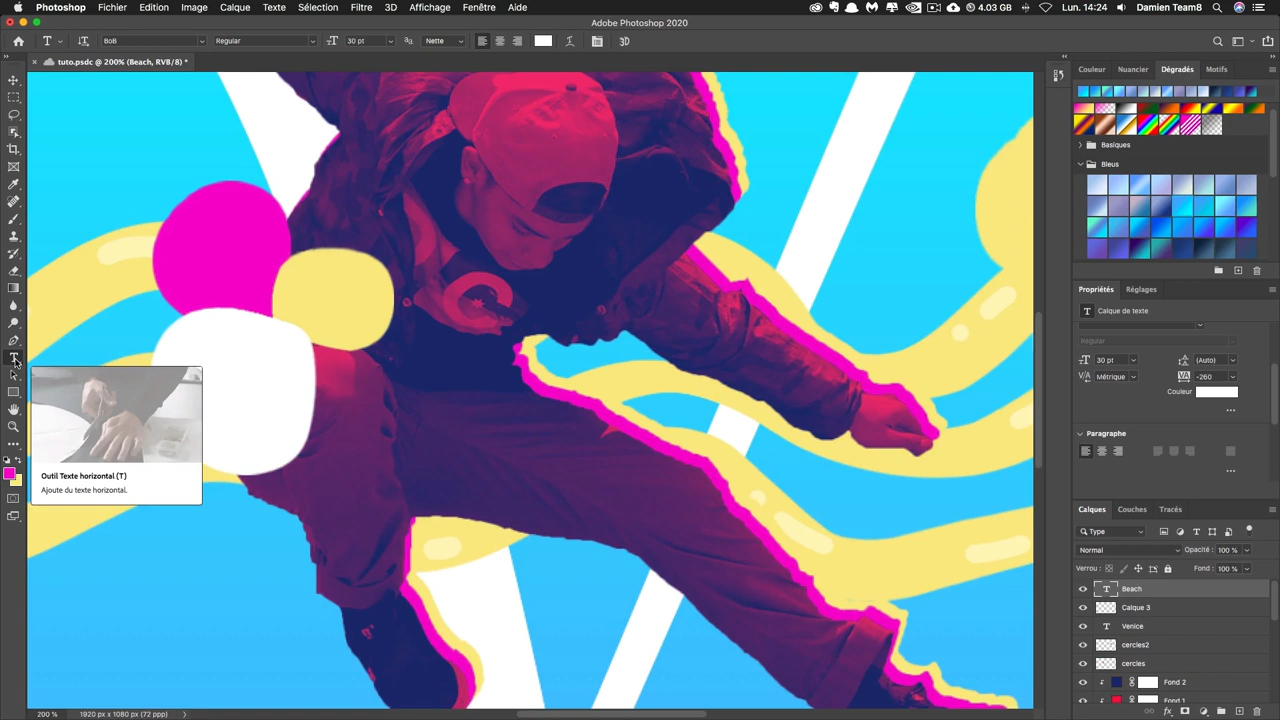 Photoshop Fichier Edition Image Calque Texte Sélection Filtre 3D Affichage Fenêtre Aide
4.03 GB Lun. 14:24 Damien Team8
Adobe Photoshop 2020
BoB Regular 30 pt Nette 3D
tuto.psdc @ 200% (Beach, RVB/8) *
Couleur Nuancier Dégradés Motifs
Basiques
Bleus
Propriétés Réglages
Calque de texte
Regular
30 pt (Auto)
Métrique -260
Couleur
Paragraphe
Outil Texte horizontal (T)
Ajoute du texte horizontal.
Calques Couches Tracés
Type
Normal Opacité : 100 %
Verrou : Fond : 100 %
Beach
Calque 3
Venice
cercles2
cercles
Fond 2
Fond 1
200 % 1920 px x 1080 px (72 ppp)